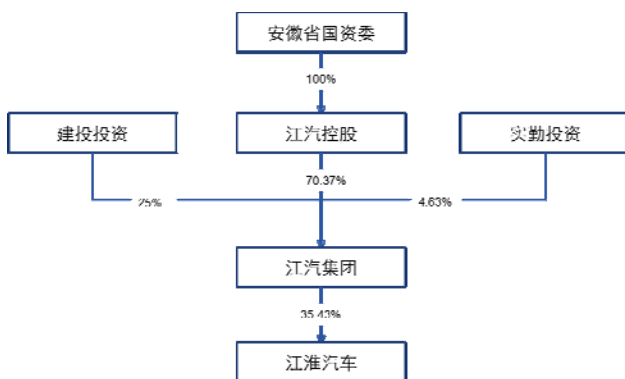 安徽省国资委
100%
建投投资
江汽控股
实勤投资
70.37%
25%
4.63%
江汽集团
35.43%
江淮汽车